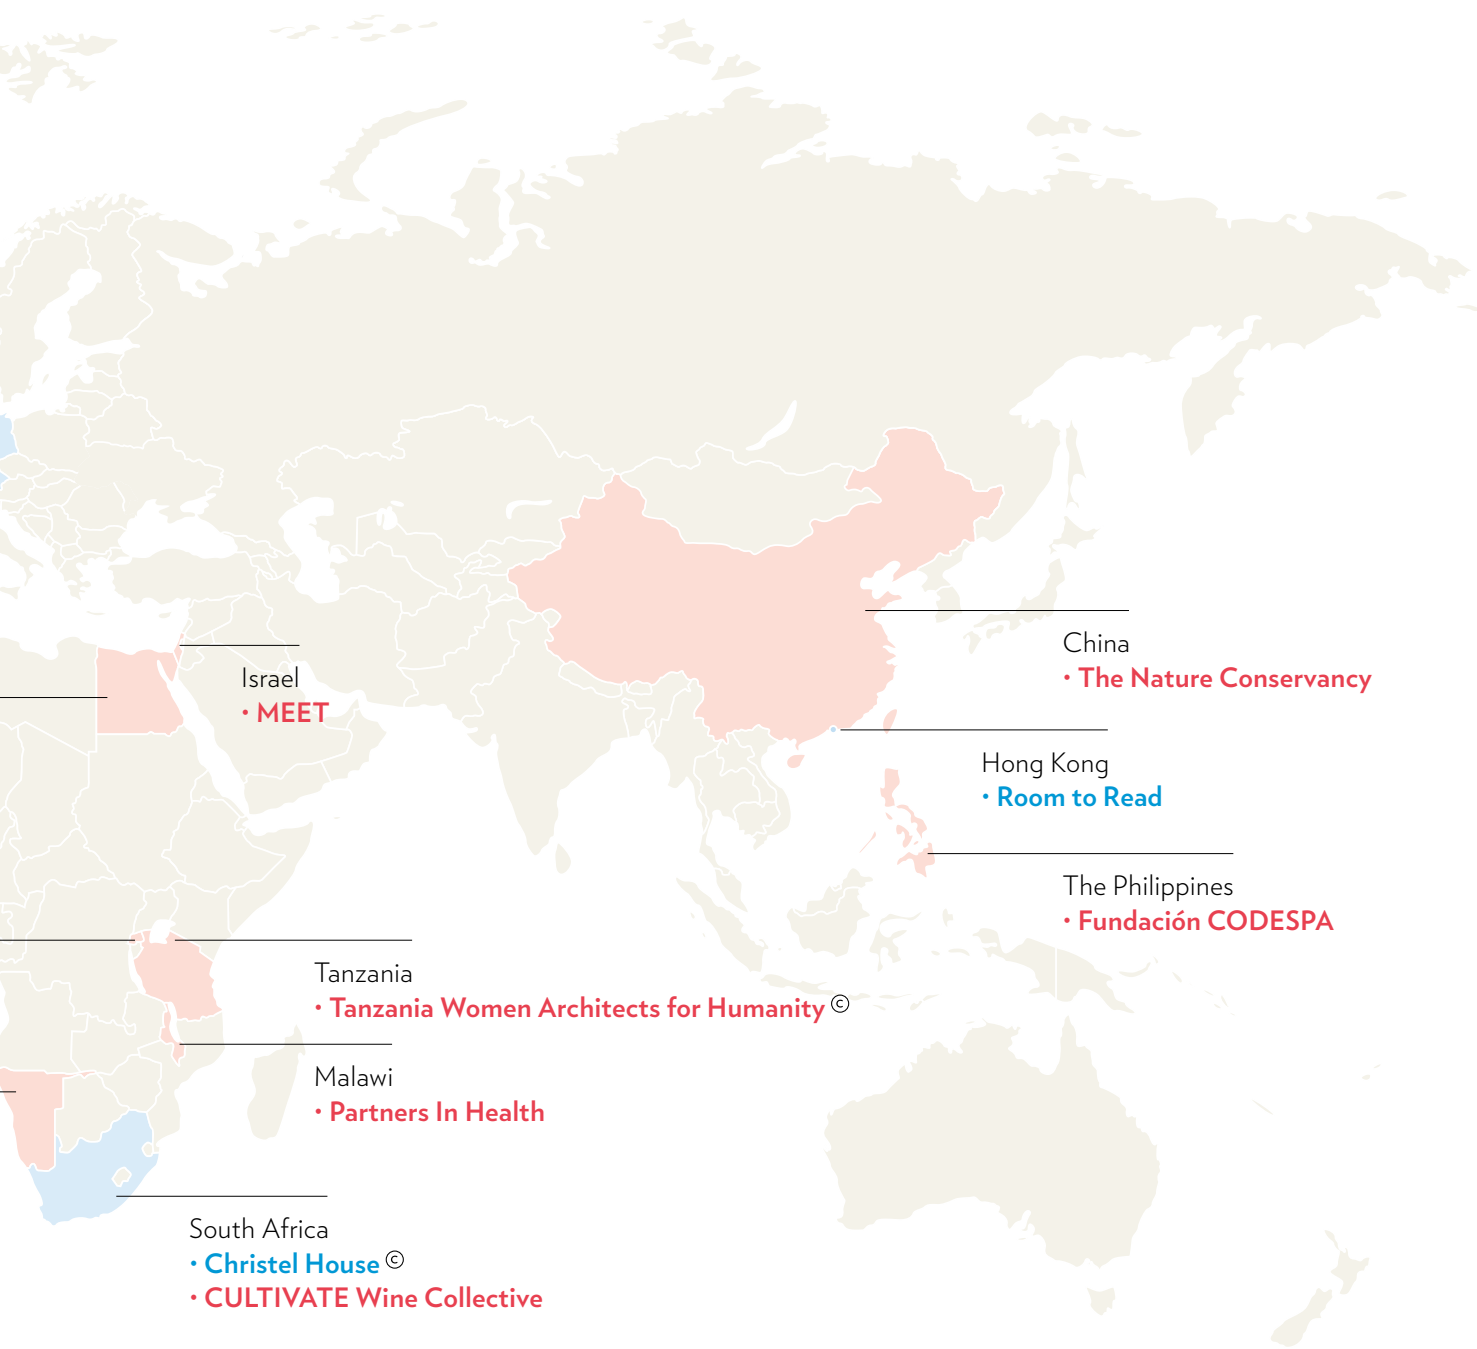 China
• The Nature Conservancy
Israel
• MEET
Hong Kong
• Room to Read
The Philippines
• Fundación CODESPA
Tanzania
• Tanzania Women Architects for Humanity ©
Malawi
• Partners In Health
South Africa
• Christel House ©
• CULTIVATE Wine Collective